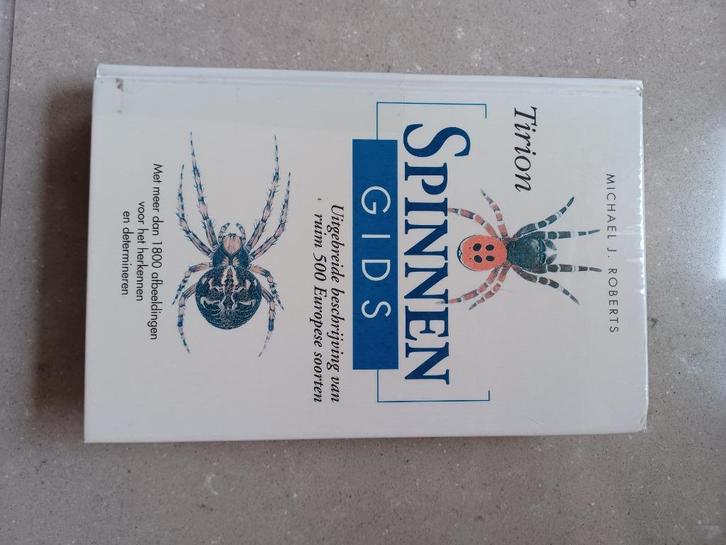 MICHAEL J. ROBERTS
Tirion
SPINNEN
GIDS
Uitgebreide beschrijving van
ruim 500 Europese soorten
Met meer dan 1800 afbeeldingen
voor het herkennen
en determineren